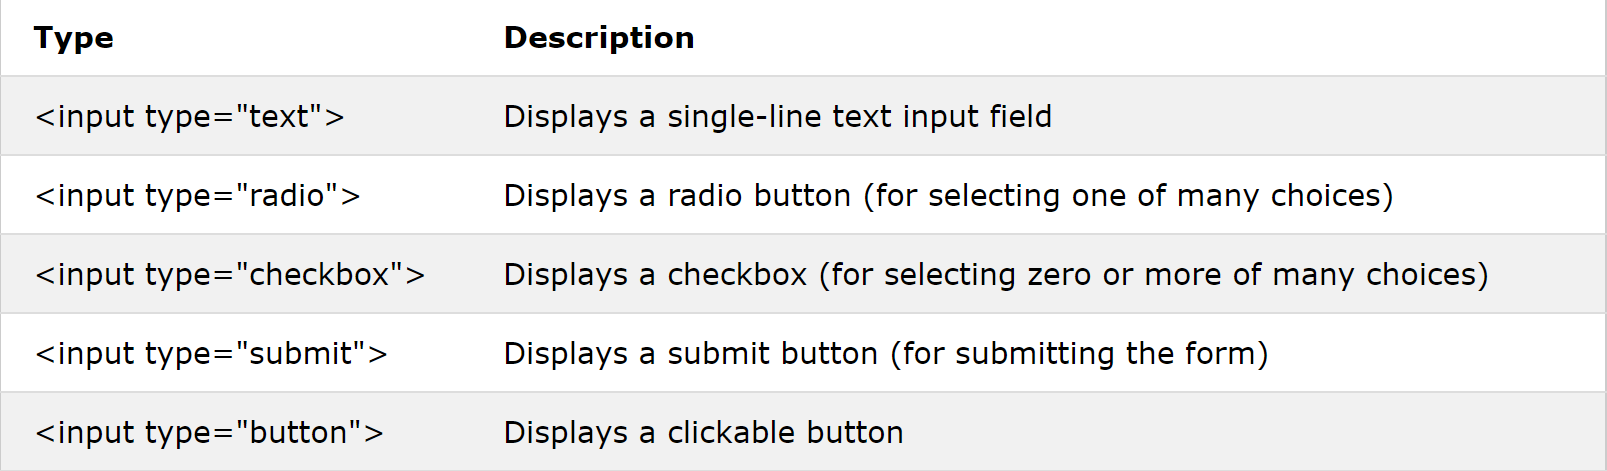 Type Description
<input type="text"> Displays a single-line text input field
<input type="radio"> Displays a radio button (for selecting one of many choices)
<input type="checkbox"> Displays a checkbox (for selecting zero or more of many choices)
<input type="submit"> Displays a submit button (for submitting the form)
<input type="button"> Displays a clickable button